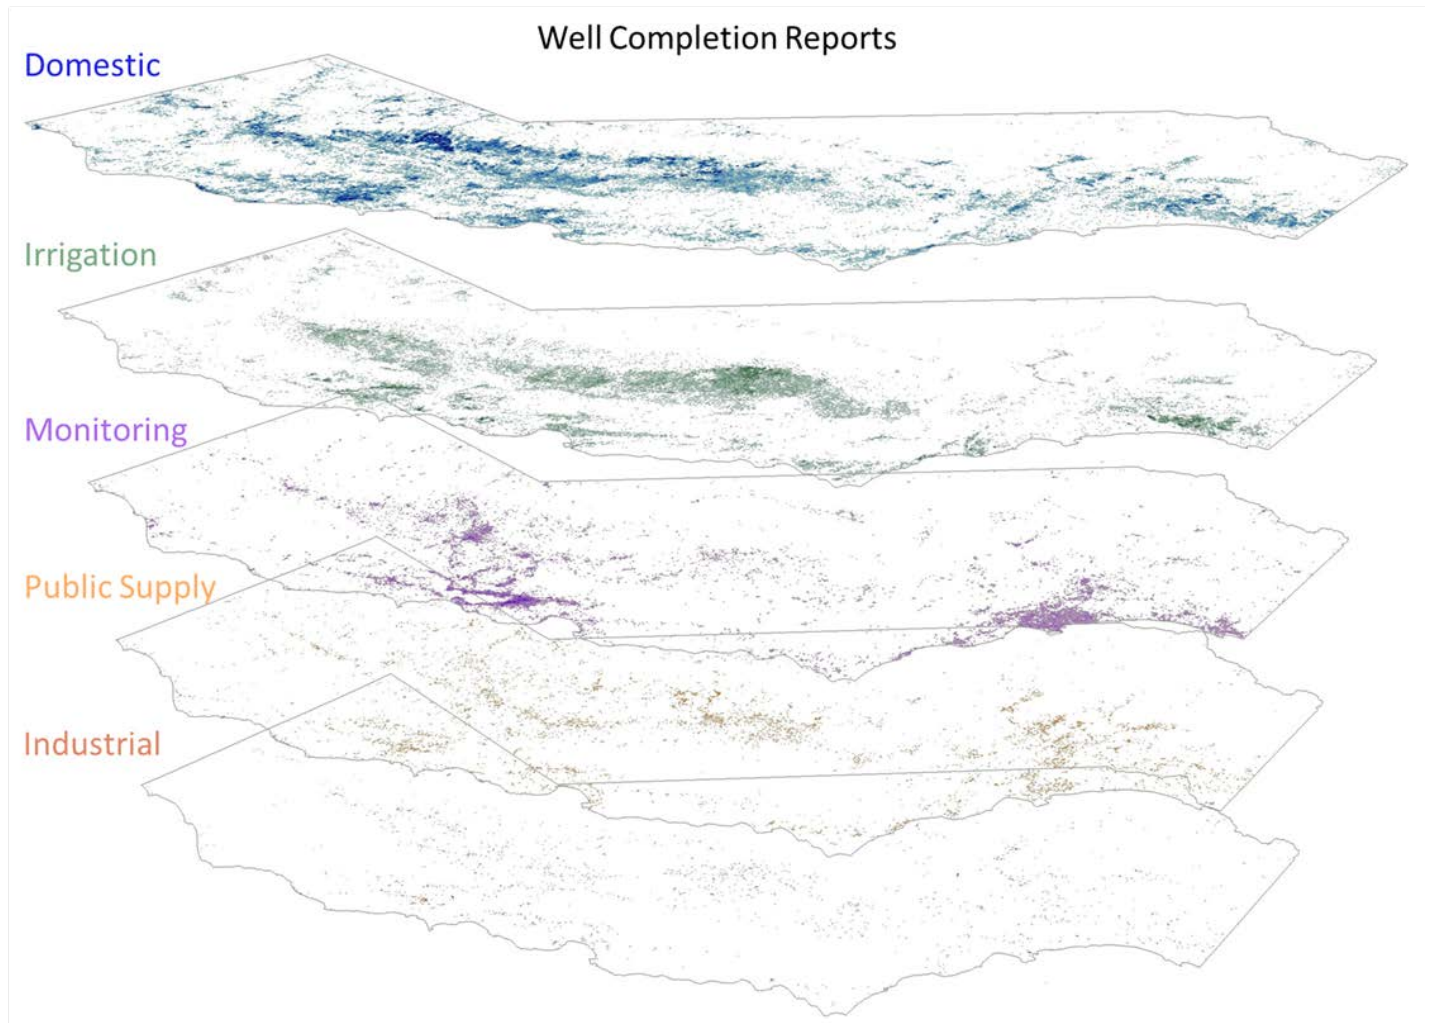 Well Completion Reports
Domestic
Irrigation
Monitoring
Public Supply
Industrial